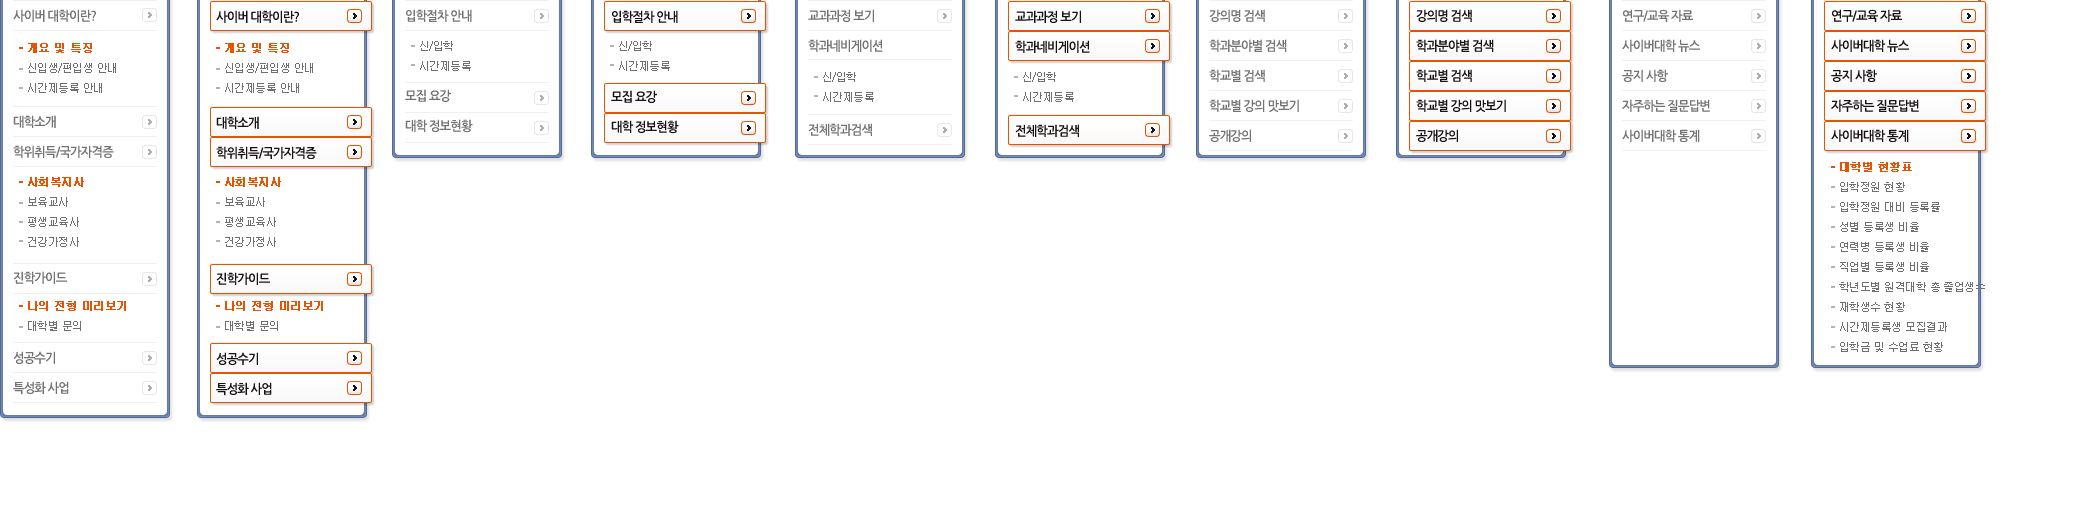 사이버 대학이란?
- 개요 및 특징
- 신입생/편입생 안내
- 시간제등록 안내
대학소개
학위취득/국가자격증
- 사회복지사
- 보육교사
- 평생교육사
- 건강가정사
진학가이드
- 나의 전형 미리보기
- 대학별 문의
성공수기
특성화 사업
사이버 대학이란?
- 개요 및 특징
- 신입생/편입생 안내
- 시간제등록 안내
대학소개
학위취득/국가자격증
- 사회복지사
- 보육교사
- 평생교육사
- 건강가정사
진학가이드
- 나의 전형 미리보기
- 대학별 문의
성공수기
특성화 사업
입학절차 안내
- 신/입학
- 시간제등록
모집 요강
대학 정보현황
입학절차 안내
- 신/입학
- 시간제등록
모집 요강
대학 정보현황
교과과정 보기
학과네비게이션
- 신/입학
- 시간제등록
전체학과검색
교과과정 보기
학과네비게이션
- 신/입학
- 시간제등록
전체학과검색
강의명 검색
학과분야별 검색
학교별 검색
학교별 강의 맛보기
공개강의
강의명 검색
학과분야별 검색
학교별 검색
학교별 강의 맛보기
공개강의
연구/교육 자료
사이버대학 뉴스
공지 사항
자주하는 질문답변
사이버대학 통계
연구/교육 자료
사이버대학 뉴스
공지 사항
자주하는 질문답변
사이버대학 통계
- 대학별 현황표
- 입학정원 현황
- 입학정원 대비 등록률
- 성별 등록생 비율
- 연력병 등록생 비율
- 직업별 등록생 비율
- 학년도별 원격대학 총 졸업생수
- 재학생수 현황
- 시간제등록생 모집결과
- 입학금 및 수업료 현황